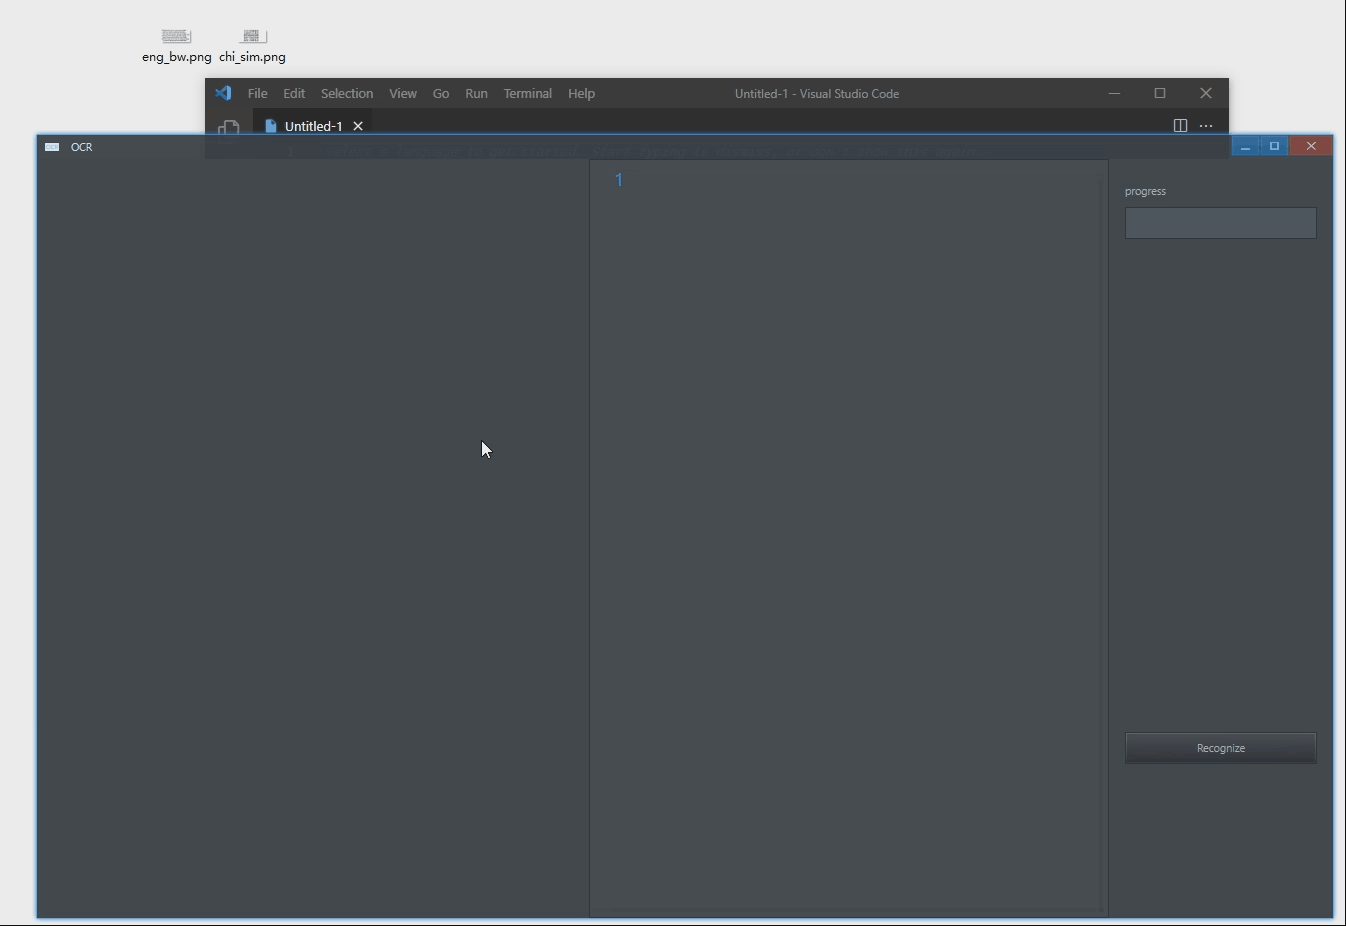 eng_bw.png chi_sim.png
File Edit Selection View Go Run Terminal Help Untitled-1 - Visual Studio Code
Untitled-1
OCR
1
progress
Recognize